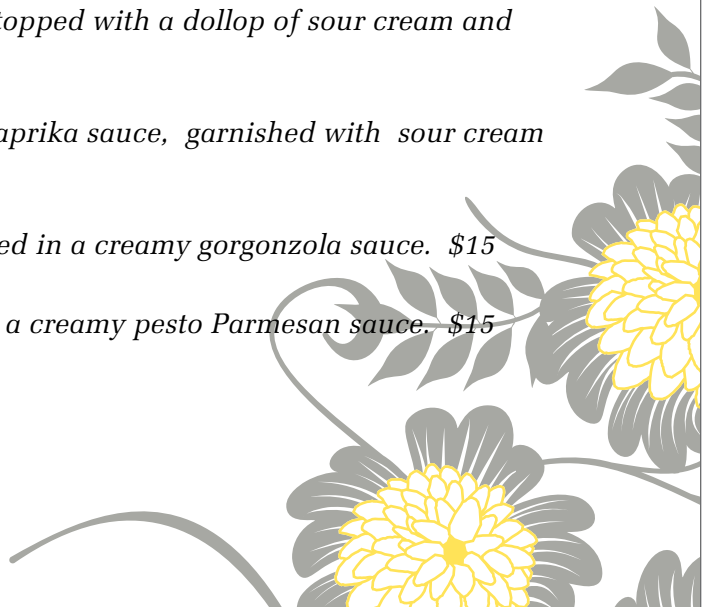 topped with a dollop of sour cream and
aprika sauce,  garnished with  sour cream
ed in a creamy gorgonzola sauce.  $15
a creamy pesto Parmesan sauce.  $15